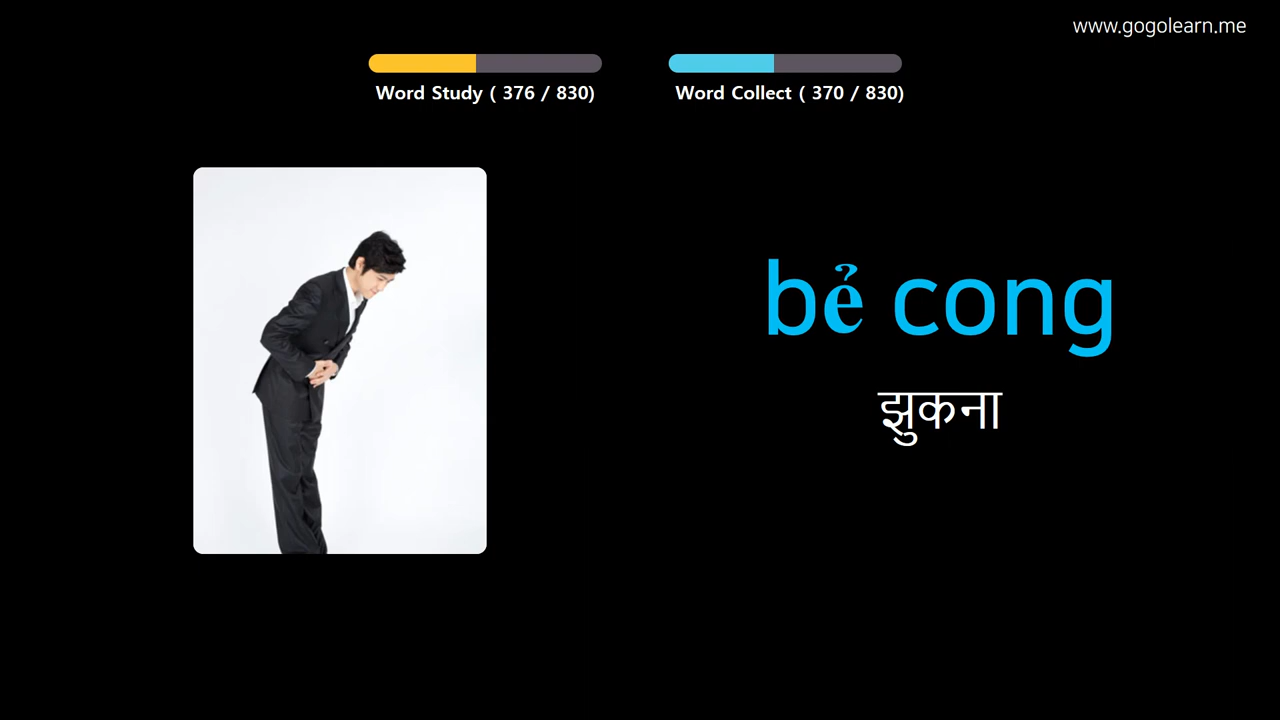 www.gogolearn.me
Word Study ( 376 / 830)
Word Collect ( 370 / 830)
bẻ cong
झुकना